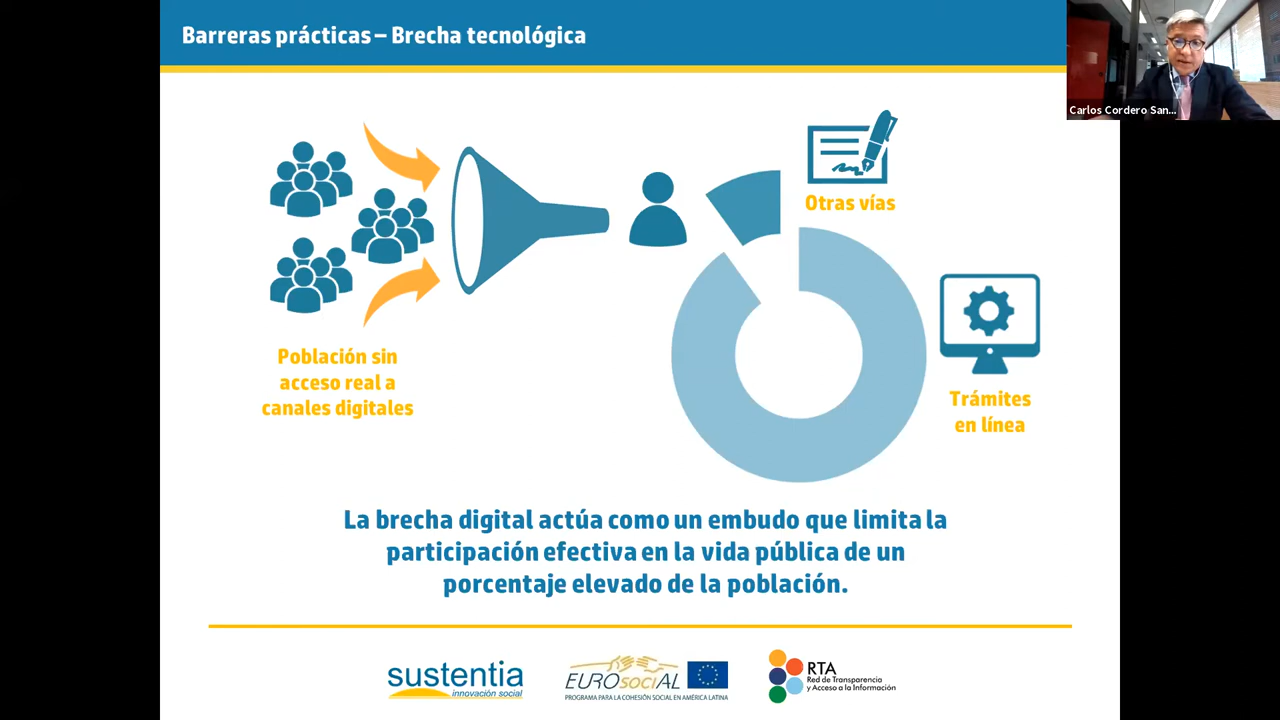 Barreras prácticas – Brecha tecnológica
Carlos Cordero San...
Otras vías
Población sin
acceso real a
canales digitales
Trámites
en línea
La brecha digital actúa como un embudo que limita la
participación efectiva en la vida pública de un
porcentaje elevado de la población.
sustentia
innovación social
EUROsociAL
PROGRAMA PARA LA COHESIÓN SOCIAL EN AMÉRICA LATINA
RTA
Red de Transparencia
y Acceso a la Información